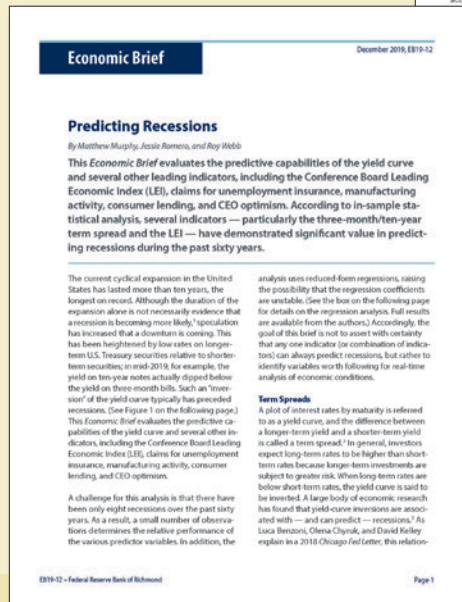 December 2019, EB19-12
Economic Brief
Predicting Recessions
By Matthew Murphy, Jessie Romero, and Roy Webb
This Economic Brief evaluates the predictive capabilities of the yield curve
and several other leading indicators, including the Conference Board Leading
Economic Index (LEI), claims for unemployment insurance, manufacturing
activity, consumer lending, and CEO optimism. According to in-sample sta-
tistical analysis, several indicators — particularly the three-month/ten-year
term spread and the LEI — have demonstrated significant value in predict-
ing recessions during the past sixty years.
The current cyclical expansion in the United
States has lasted more than ten years, the
longest on record. Although the duration of the
expansion alone is not necessarily evidence that
a recession is becoming more likely,¹ speculation
has increased that a downturn is coming. This
has been heightened by low rates on longer-
term U.S. Treasury securities relative to shorter-
term securities; in mid-2019, for example, the
yield on ten-year notes actually dipped below
the yield on three-month bills. Such an "inver-
sion" of the yield curve typically has preceded
recessions. (See Figure 1 on the following page.)
This Economic Brief evaluates the predictive ca-
pabilities of the yield curve and several other in-
dicators, including the Conference Board Leading
Economic Index (LEI), claims for unemployment
insurance, manufacturing activity, consumer
lending, and CEO optimism.
A challenge for this analysis is that there have
been only eight recessions over the past sixty
years. As a result, a small number of observa-
tions determines the relative performance of
the various predictor variables. In addition, the
analysis uses reduced-form regressions, raising
the possibility that the regression coefficients
are unstable. (See the box on the following page
for details on the regression analysis. Full results
are available from the authors.) Accordingly, the
goal of this brief is not to assert with certainty
that any one indicator (or combination of indica-
tors) can always predict recessions, but rather to
identify variables worth following for real-time
analysis of economic conditions.
Term Spreads
A plot of interest rates by maturity is referred
to as a yield curve, and the difference between
a longer-term yield and a shorter-term yield
is called a term spread.² In general, investors
expect long-term rates to be higher than short-
term rates because longer-term investments are
subject to greater risk. When long-term rates are
below short-term rates, the yield curve is said to
be inverted. A large body of economic research
has found that yield-curve inversions are associ-
ated with — and can predict — recessions.³ As
Luca Benzoni, Olena Chyruk, and David Kelley
explain in a 2018 Chicago Fed Letter, this relation-
EB19-12 – Federal Reserve Bank of Richmond
Page 1